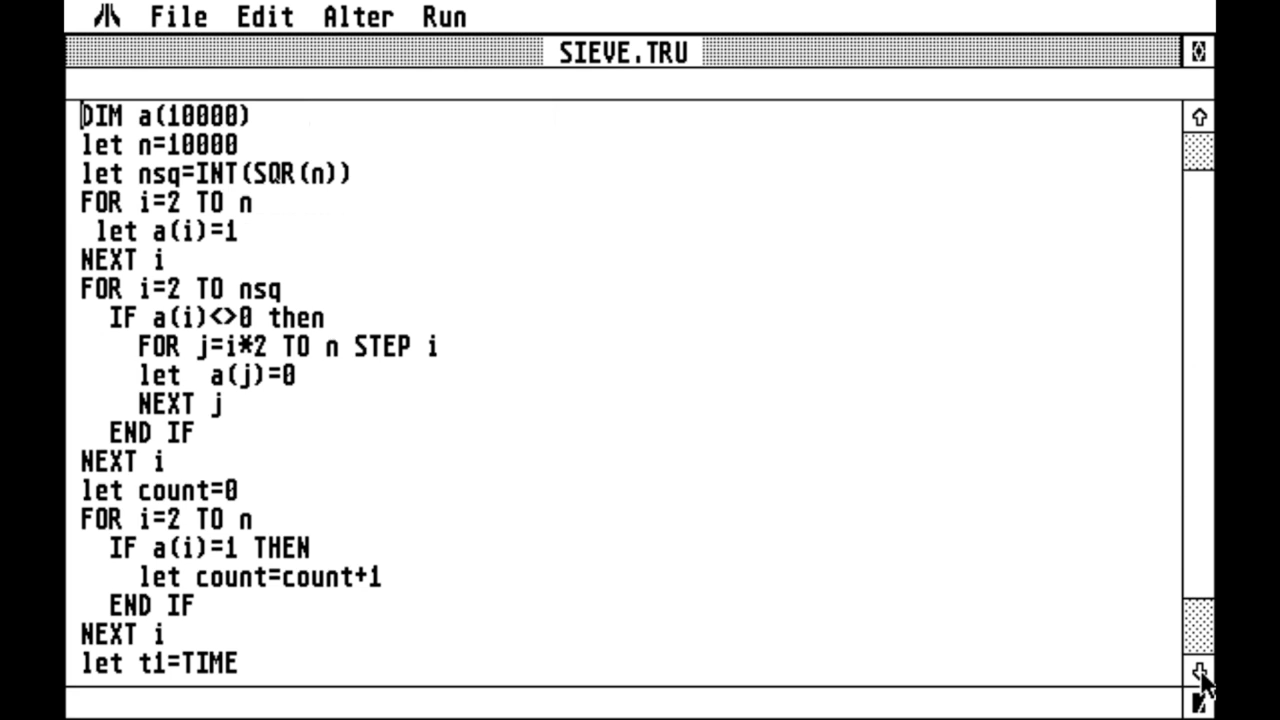 File Edit Alter Run
SIEVE.TRU
DIM a(10000)
let n=10000
let nsq=INT(SQR(n))
FOR i=2 TO n
 let a(i)=1
NEXT i
FOR i=2 TO nsq
  IF a(i)<>0 then
    FOR j=i*2 TO n STEP i
    let  a(j)=0
    NEXT j
  END IF
NEXT i
let count=0
FOR i=2 TO n
  IF a(i)=1 THEN
    let count=count+1
  END IF
NEXT i
let t1=TIME